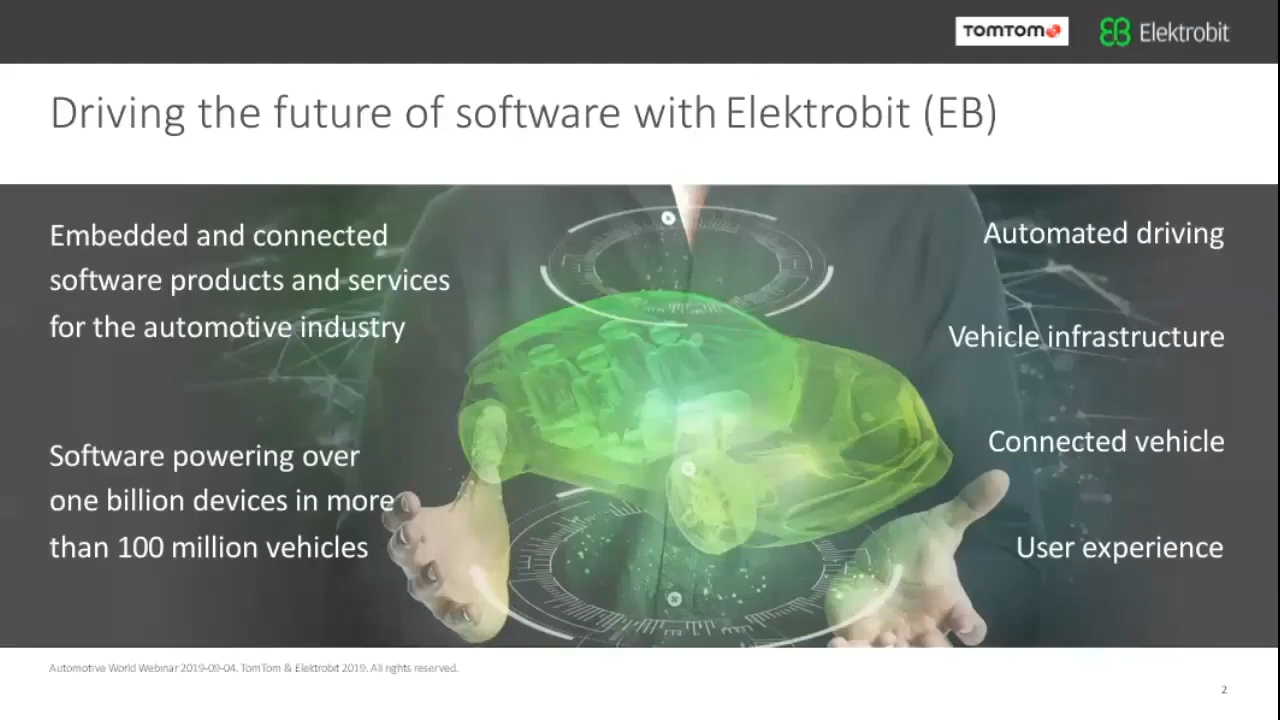 TOMTOM
EB Elektrobit
Driving the future of software with Elektrobit (EB)
Embedded and connected
software products and services
for the automotive industry
Software powering over
one billion devices in more
than 100 million vehicles
Automated driving
Vehicle infrastructure
Connected vehicle
User experience
Automotive World Webinar 2019-09-04. TomTom & Elektrobit 2019. All rights reserved.
2